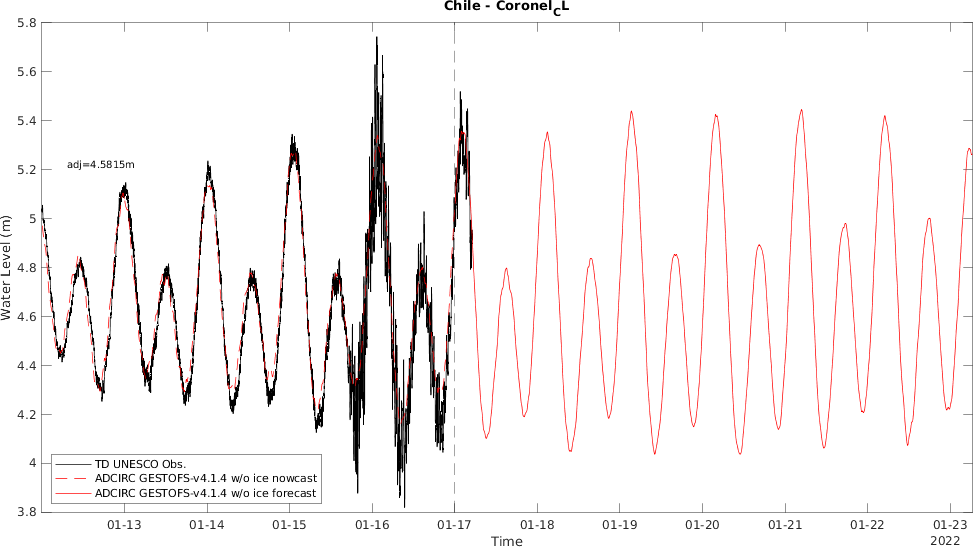 Chile - Coronel_CL
5.8
5.6
5.4
5.2
5
4.8
4.6
4.4
4.2
4
3.8
Water Level (m)
adj=4.5815m
TD UNESCO Obs.
ADCIRC GESTOFS-v4.1.4 w/o ice nowcast
ADCIRC GESTOFS-v4.1.4 w/o ice forecast
01-13 01-14 01-15 01-16 01-17 01-18 01-19 01-20 01-21 01-22 01-23
Time
2022